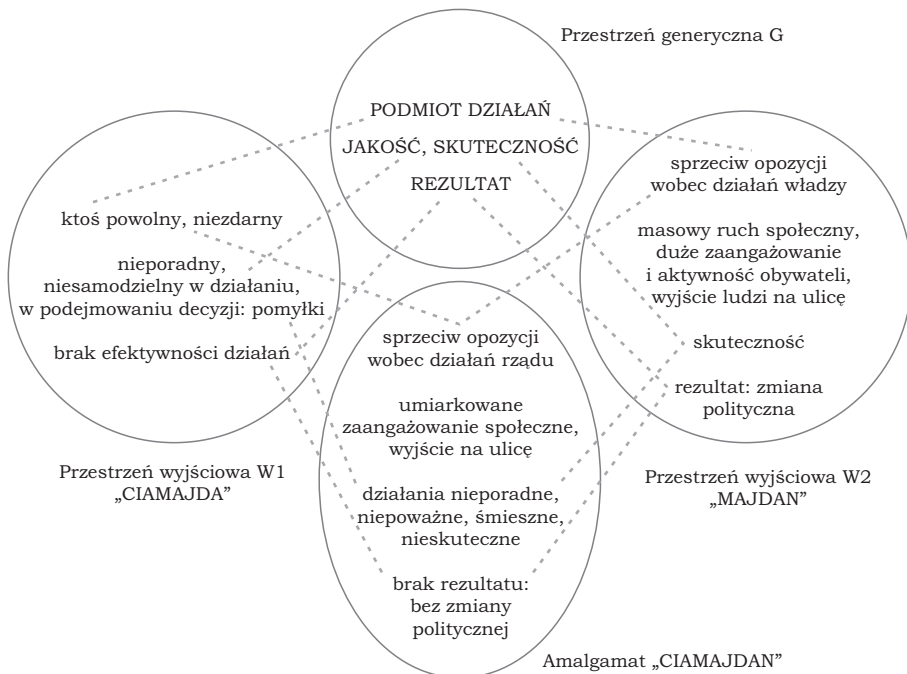 Przestrzeń generyczna G
PODMIOT DZIAŁAŃ
JAKOŚĆ, SKUTECZNOŚĆ
REZULTAT
ktoś powolny, niezdarny
nieporadny,
niesamodzielny w działaniu,
w podejmowaniu decyzji: pomyłki
brak efektywności działań
Przestrzeń wyjściowa W1
„CIAMAJDA”
sprzeciw opozycji
wobec działań władzy
masowy ruch społeczny,
duże zaangażowanie
i aktywność obywateli,
wyjście ludzi na ulicę
skuteczność
rezultat: zmiana
polityczna
Przestrzeń wyjściowa W2
„MAJDAN”
sprzeciw opozycji
wobec działań rządu
umiarkowane
zaangażowanie społeczne,
wyjście na ulicę
działania nieporadne,
niepoważne, śmieszne,
nieskuteczne
brak rezultatu:
bez zmiany
politycznej
Amalgamat „CIAMAJDAN”